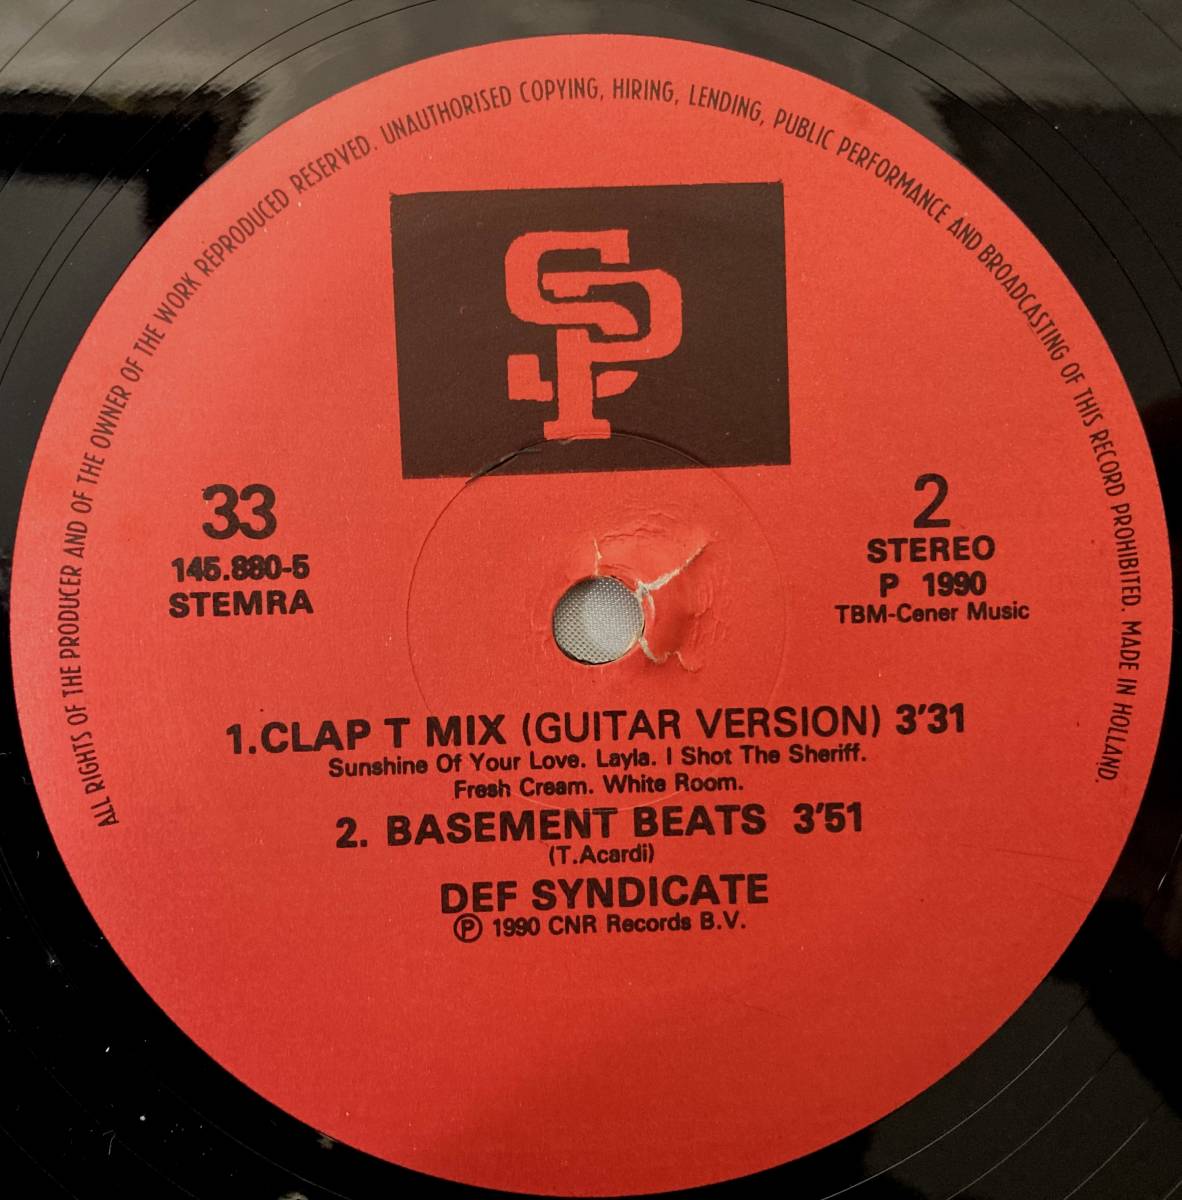 ALL RIGHTS OF THE PRODUCER AND OF THE OWNER OF THE WORK REPRODUCED RESERVED. UNAUTHORISED COPYING, HIRING, LENDING, PUBLIC PERFORMANCE AND BROADCASTING OF THIS RECORD PROHIBITED. MADE IN HOLLAND.
SP
33
145.880-5
STEMRA
2
STEREO
P 1990
TBM-Cener Music
1.CLAP T MIX (GUITAR VERSION) 3'31
Sunshine Of Your Love. Layla. I Shot The Sheriff.
Fresh Cream. White Room.
2. BASEMENT BEATS 3'51
(T.Acardi)
DEF SYNDICATE
℗ 1990 CNR Records B.V.